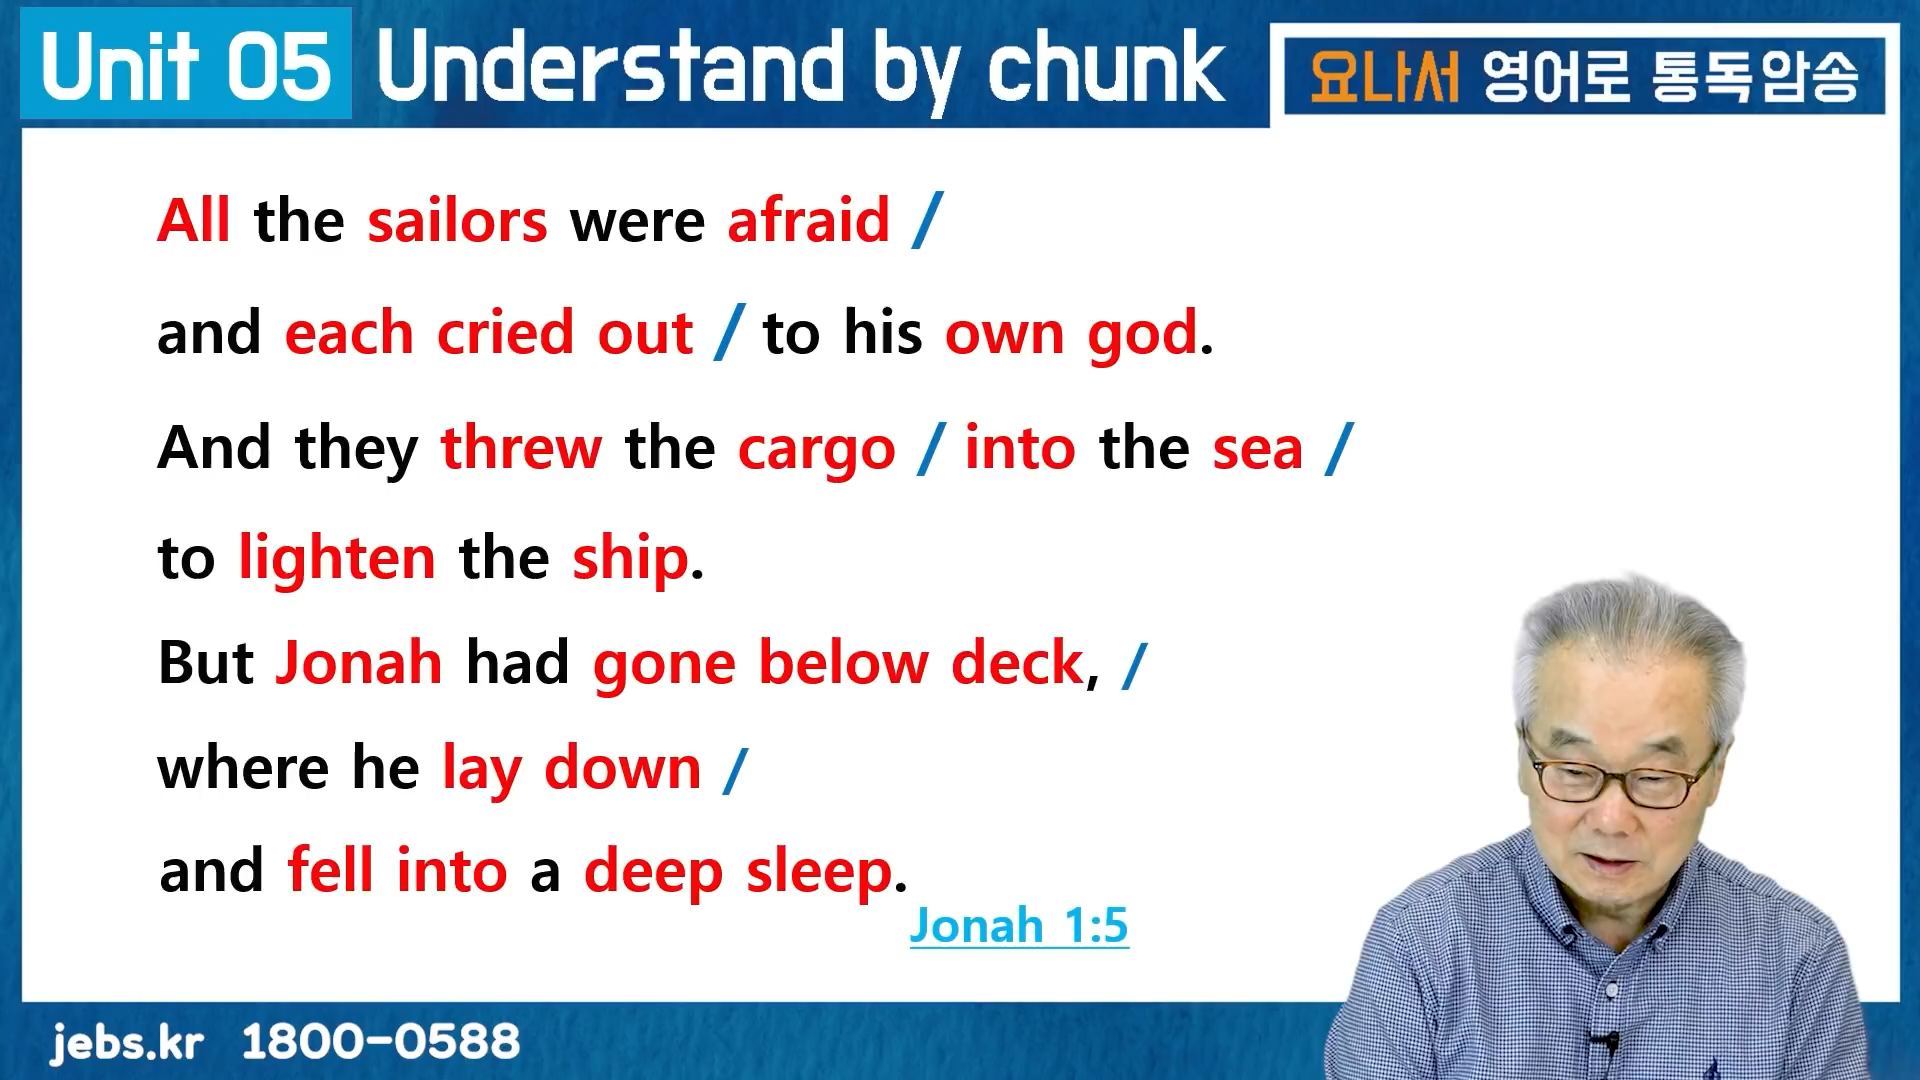 Unit 05 Understand by chunk
요나서 영어로 통독암송
All the sailors were afraid /
and each cried out / to his own god.
And they threw the cargo / into the sea /
to lighten the ship.
But Jonah had gone below deck, /
where he lay down /
and fell into a deep sleep.
Jonah 1:5
jebs.kr 1800-0588